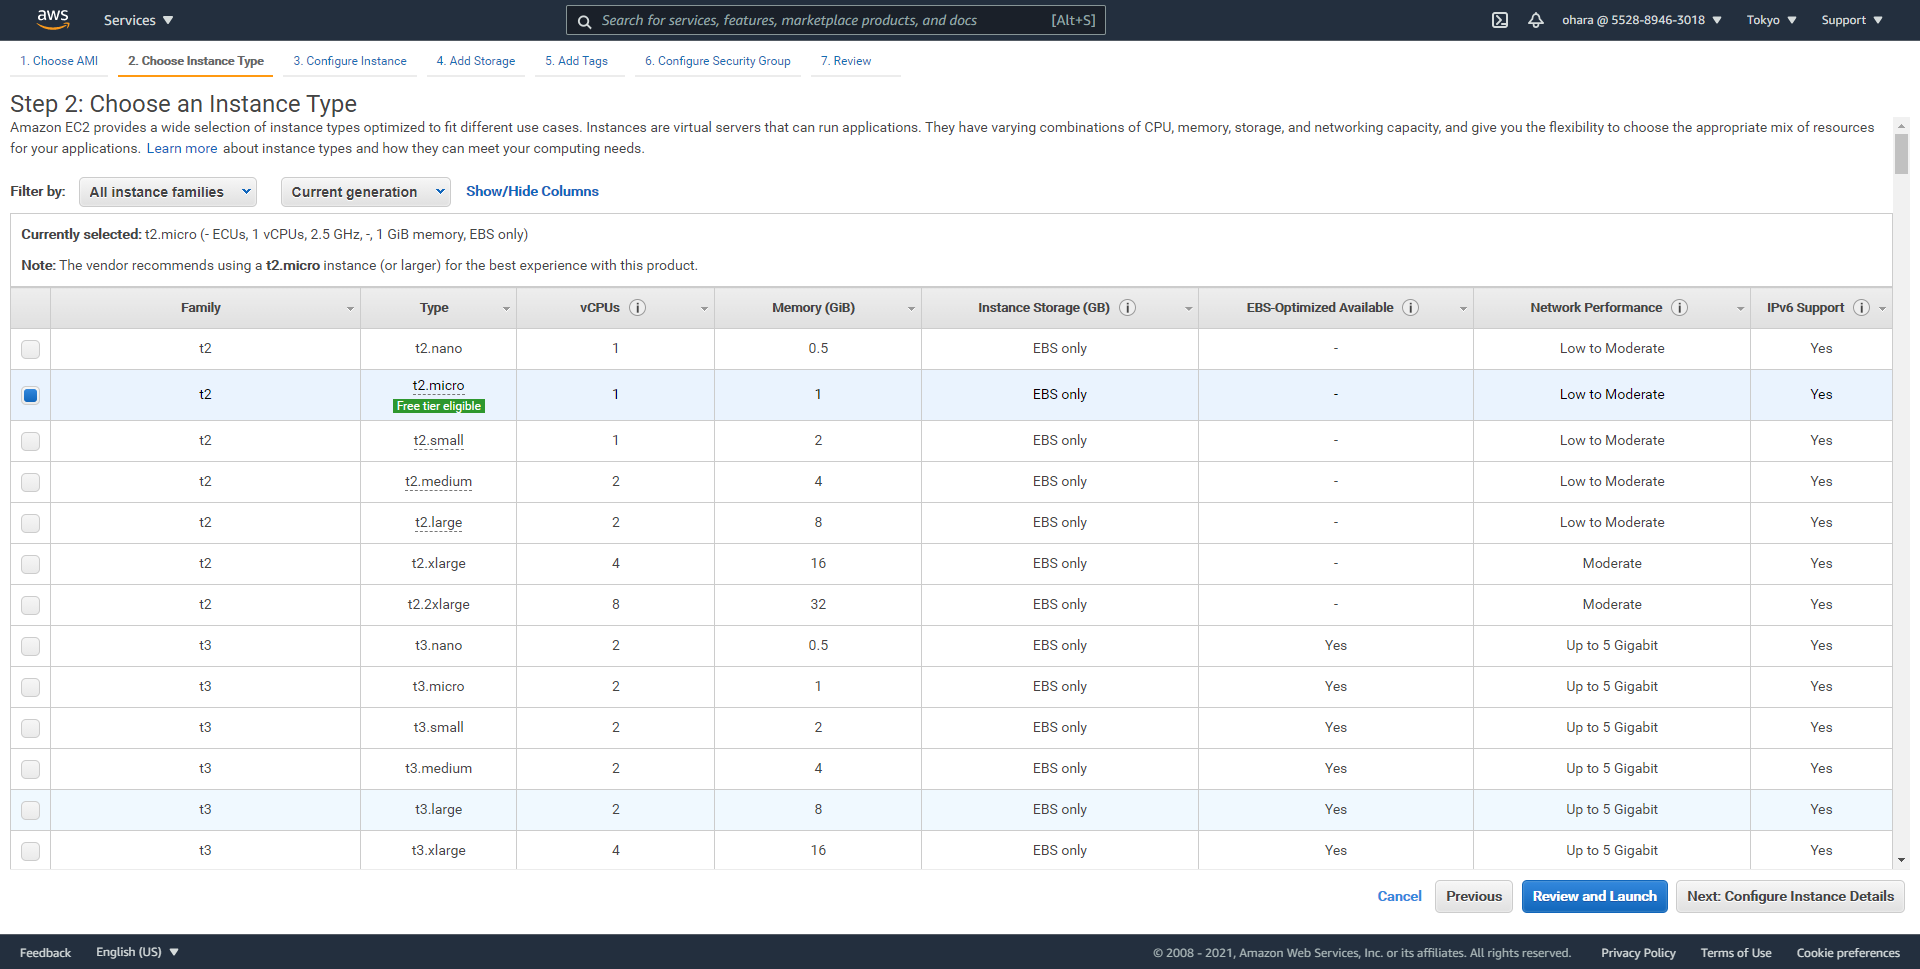 aws Services Search for services, features, marketplace products, and docs [Alt+S] ohara @ 5528-8946-3018 Tokyo Support
1. Choose AMI 2. Choose Instance Type 3. Configure Instance 4. Add Storage 5. Add Tags 6. Configure Security Group 7. Review
Step 2: Choose an Instance Type
Amazon EC2 provides a wide selection of instance types optimized to fit different use cases. Instances are virtual servers that can run applications. They have varying combinations of CPU, memory, storage, and networking capacity, and give you the flexibility to choose the appropriate mix of resources
for your applications. Learn more about instance types and how they can meet your computing needs.
Filter by: All instance families Current generation Show/Hide Columns
Currently selected: t2.micro (- ECUs, 1 vCPUs, 2.5 GHz, -, 1 GiB memory, EBS only)
Note: The vendor recommends using a t2.micro instance (or larger) for the best experience with this product.
Family Type vCPUs i Memory (GiB) Instance Storage (GB) i EBS-Optimized Available i Network Performance i IPv6 Support i
t2 t2.nano 1 0.5 EBS only - Low to Moderate Yes
t2 t2.micro 1 1 EBS only - Low to Moderate Yes
Free tier eligible
t2 t2.small 1 2 EBS only - Low to Moderate Yes
t2 t2.medium 2 4 EBS only - Low to Moderate Yes
t2 t2.large 2 8 EBS only - Low to Moderate Yes
t2 t2.xlarge 4 16 EBS only - Moderate Yes
t2 t2.2xlarge 8 32 EBS only - Moderate Yes
t3 t3.nano 2 0.5 EBS only Yes Up to 5 Gigabit Yes
t3 t3.micro 2 1 EBS only Yes Up to 5 Gigabit Yes
t3 t3.small 2 2 EBS only Yes Up to 5 Gigabit Yes
t3 t3.medium 2 4 EBS only Yes Up to 5 Gigabit Yes
t3 t3.large 2 8 EBS only Yes Up to 5 Gigabit Yes
t3 t3.xlarge 4 16 EBS only Yes Up to 5 Gigabit Yes
Cancel Previous Review and Launch Next: Configure Instance Details
Feedback English (US) © 2008 - 2021, Amazon Web Services, Inc. or its affiliates. All rights reserved. Privacy Policy Terms of Use Cookie preferences